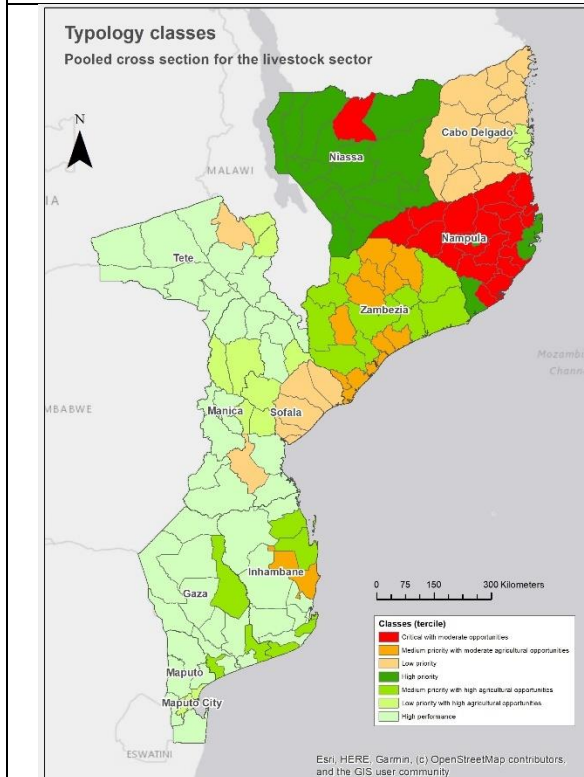 Typology classes
Pooled cross section for the livestock sector
N
MALAWI
IA
Cabo Delgado
Niassa
Nampula
Tete
Zambezia
Mozamb
Chann
MBABWE
Manica
Sofala
Inhambane
Gaza
0 75 150 300 Kilometers
Maputo
Maputo City
ESWATINI
Classes (tercile)
Critical with moderate opportunities
Medium priority with moderate agricultural opportunities
Low priority
High priority
Medium priority with high agricultural opportunities
Low priority with high agricultural opportunities
High performance
Esri, HERE, Garmin, (c) OpenStreetMap contributors,
and the GIS user community